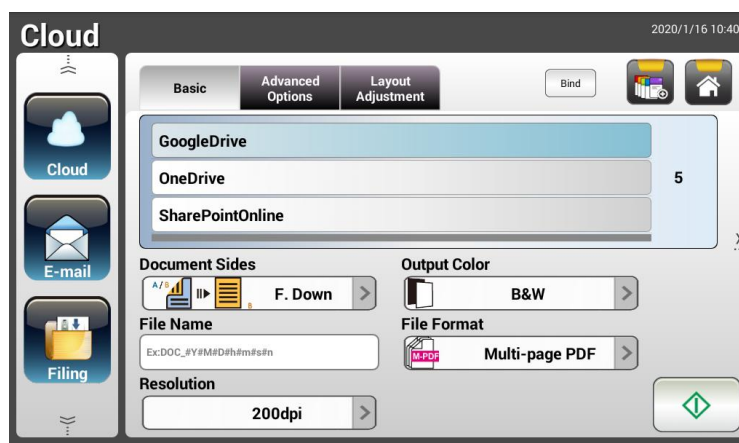 Cloud
2020/1/16 10:40
Basic
Advanced Options
Layout Adjustment
Bind
Cloud
E-mail
Filing
GoogleDrive
OneDrive
SharePointOnline
5
Document Sides
A/B
B
F. Down
Output Color
B&W
File Name
Ex:DOC_#Y#M#D#h#m#s#n
File Format
M-PDF
Multi-page PDF
Resolution
200dpi